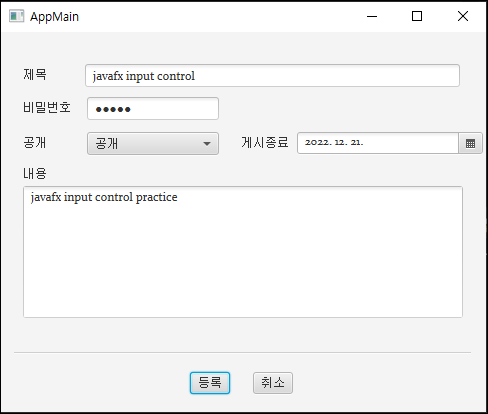 AppMain
제목 javafx input control
비밀번호 ●●●●●
공개 공개 게시종료 2022. 12. 21.
내용
javafx input control practice
등록 취소